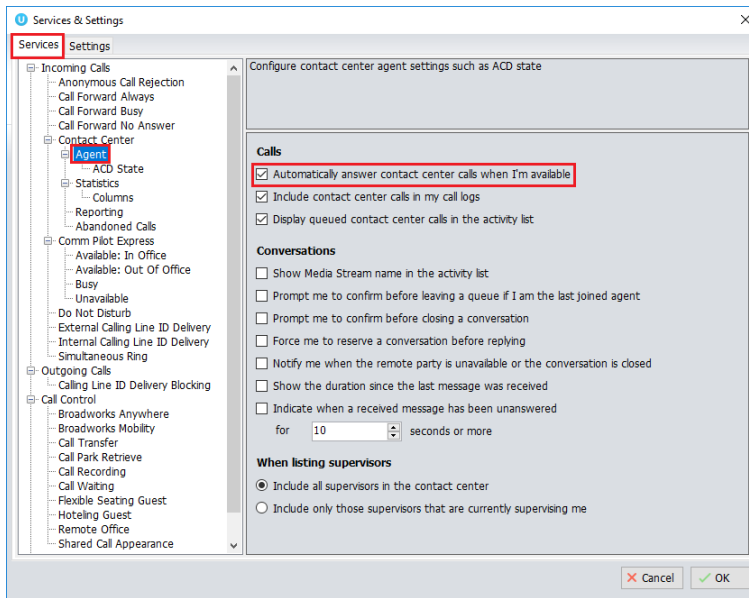 Services & Settings
Services Settings
Incoming Calls
Anonymous Call Rejection
Call Forward Always
Call Forward Busy
Call Forward No Answer
Contact Center
Agent
ACD State
Statistics
Columns
Reporting
Abandoned Calls
Comm Pilot Express
Available: In Office
Available: Out Of Office
Busy
Unavailable
Do Not Disturb
External Calling Line ID Delivery
Internal Calling Line ID Delivery
Simultaneous Ring
Outgoing Calls
Calling Line ID Delivery Blocking
Call Control
Broadworks Anywhere
Broadworks Mobility
Call Transfer
Call Park Retrieve
Call Recording
Call Waiting
Flexible Seating Guest
Hoteling Guest
Remote Office
Shared Call Appearance
Configure contact center agent settings such as ACD state
Calls
Automatically answer contact center calls when I'm available
Include contact center calls in my call logs
Display queued contact center calls in the activity list
Conversations
Show Media Stream name in the activity list
Prompt me to confirm before leaving a queue if I am the last joined agent
Prompt me to confirm before closing a conversation
Force me to reserve a conversation before replying
Notify me when the remote party is unavailable or the conversation is closed
Show the duration since the last message was received
Indicate when a received message has been unanswered
for 10 seconds or more
When listing supervisors
Include all supervisors in the contact center
Include only those supervisors that are currently supervising me
Cancel OK